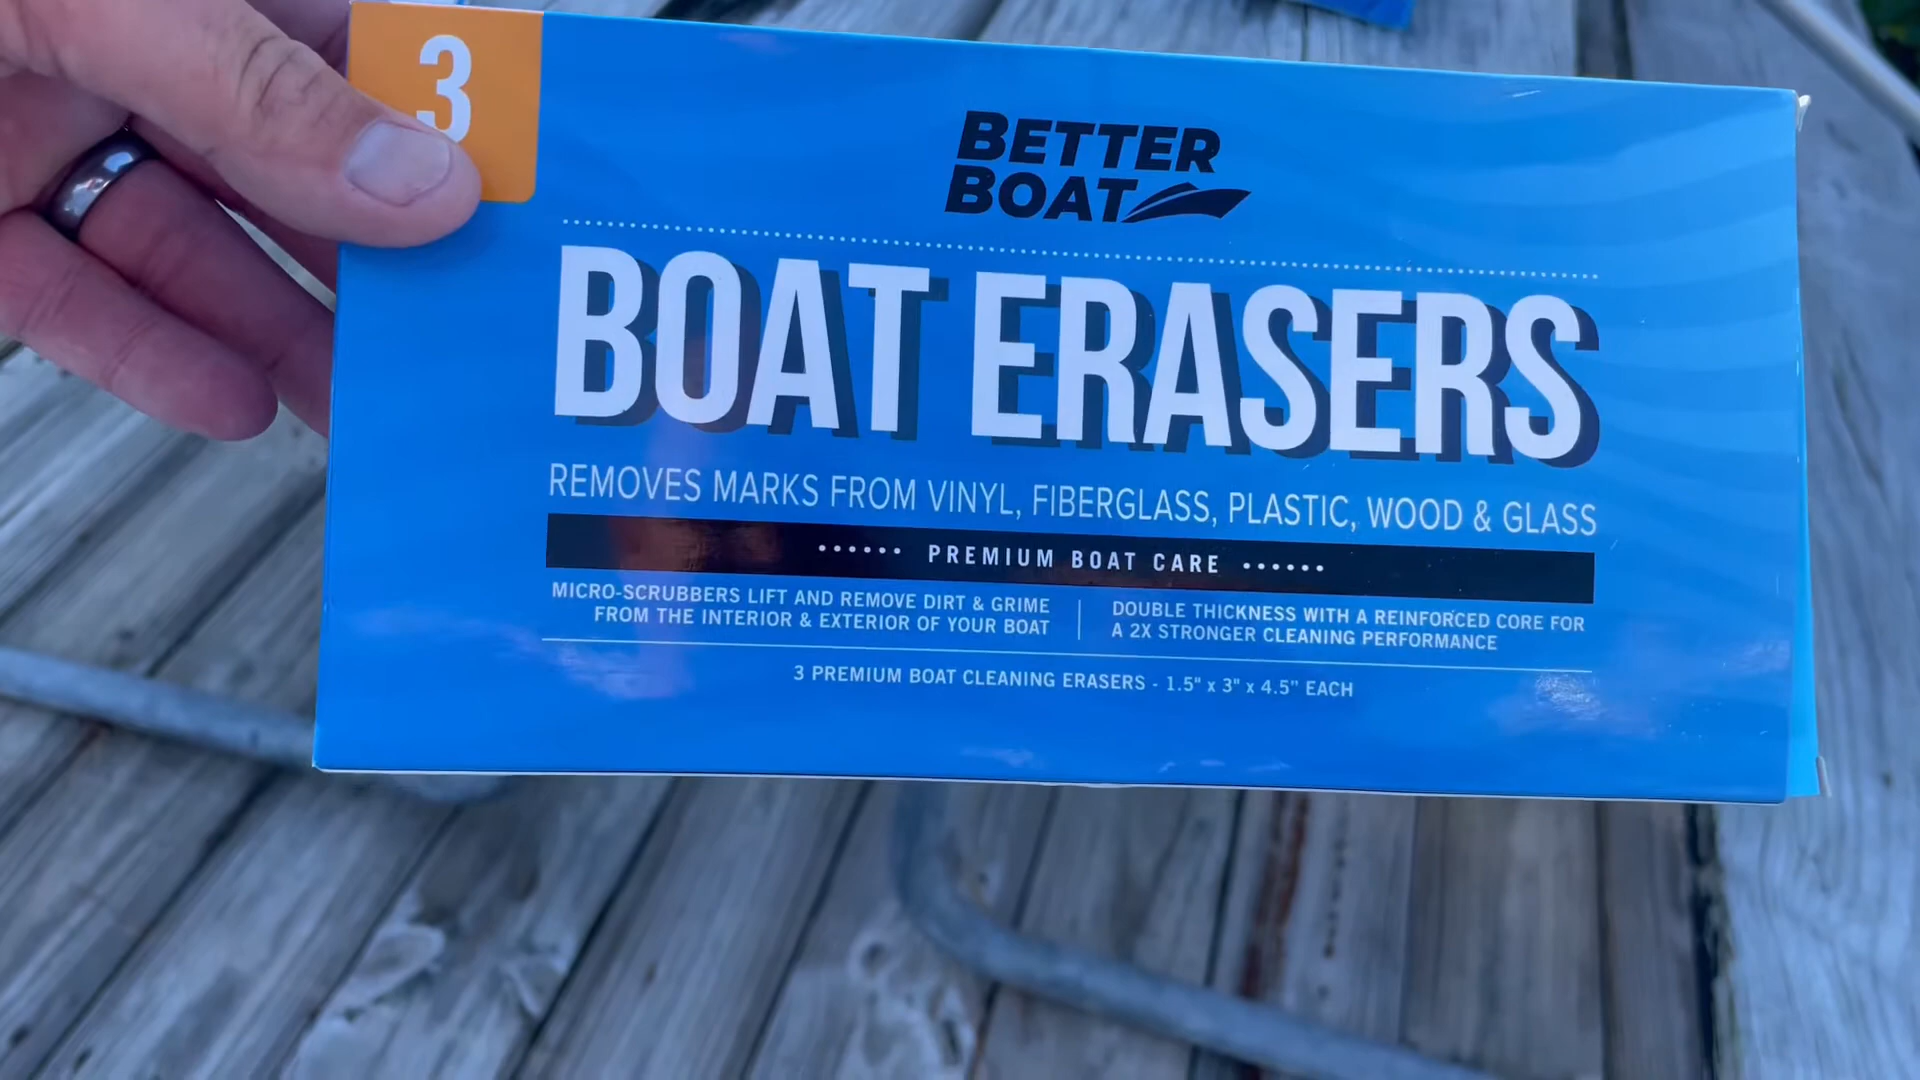 3
BETTER
BOAT
BOAT ERASERS
REMOVES MARKS FROM VINYL, FIBERGLASS, PLASTIC, WOOD & GLASS
PREMIUM BOAT CARE
MICRO-SCRUBBERS LIFT AND REMOVE DIRT & GRIME
FROM THE INTERIOR & EXTERIOR OF YOUR BOAT
DOUBLE THICKNESS WITH A REINFORCED CORE FOR
A 2X STRONGER CLEANING PERFORMANCE
3 PREMIUM BOAT CLEANING ERASERS - 1.5" x 3" x 4.5" EACH